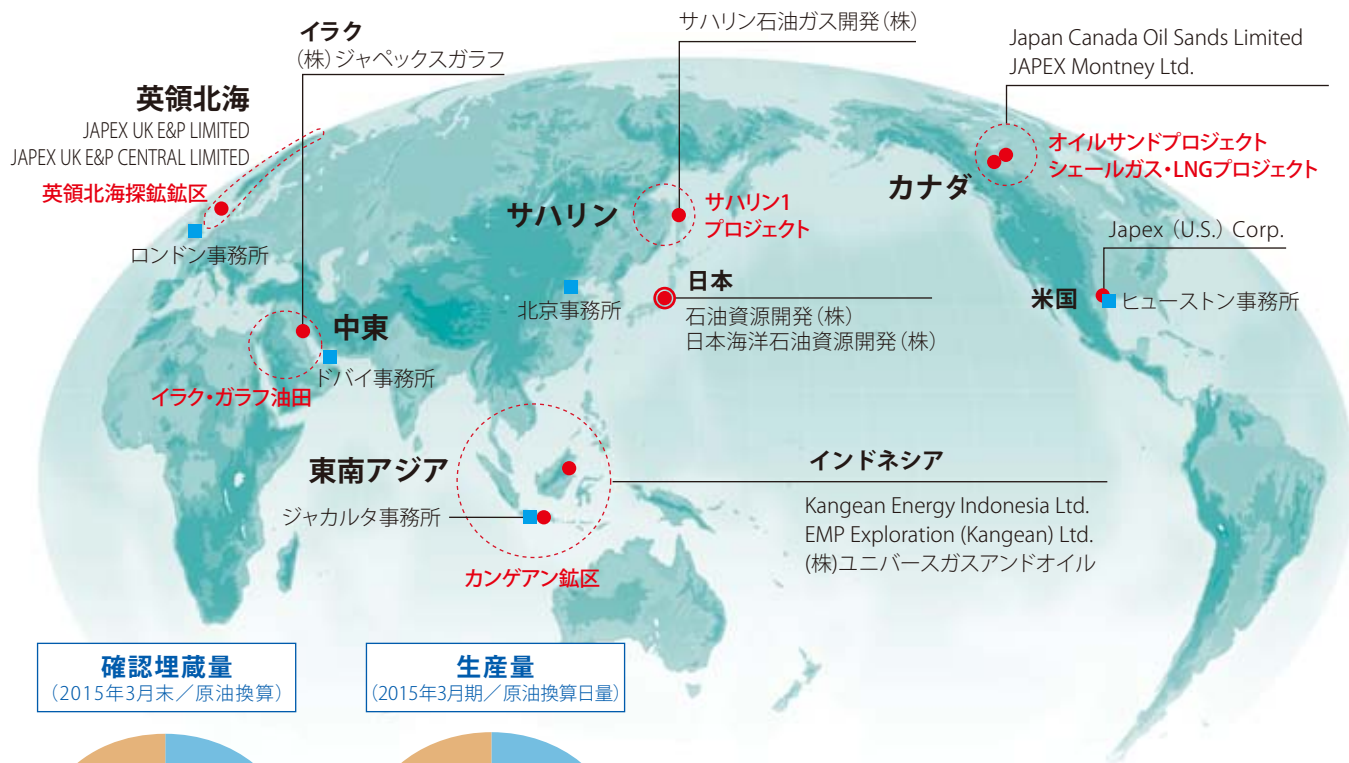 イラク
(株)ジャペックスガラフ
サハリン石油ガス開発(株)
Japan Canada Oil Sands Limited
JAPEX Montney Ltd.
英領北海
JAPEX UK E&P LIMITED
JAPEX UK E&P CENTRAL LIMITED
英領北海探鉱鉱区
ロンドン事務所
オイルサンドプロジェクト
シェールガス・LNGプロジェクト
カナダ
サハリン
サハリン1
プロジェクト
Japex (U.S.) Corp.
米国
ヒューストン事務所
北京事務所
日本
石油資源開発(株)
日本海洋石油資源開発(株)
中東
ドバイ事務所
イラク・ガラフ油田
東南アジア
ジャカルタ事務所
カンゲアン鉱区
インドネシア
Kangean Energy Indonesia Ltd.
EMP Exploration (Kangean) Ltd.
(株)ユニバースガスアンドオイル
確認埋蔵量
(2015年3月末／原油換算)
生産量
(2015年3月期／原油換算日量)